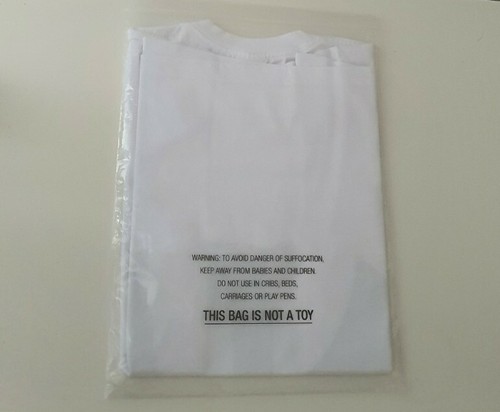 WARNING: TO AVOID DANGER OF SUFFOCATION,
KEEP AWAY FROM BABIES AND CHILDREN.
DO NOT USE IN CRIBS, BEDS,
CARRIAGES OR PLAY PENS.
THIS BAG IS NOT A TOY